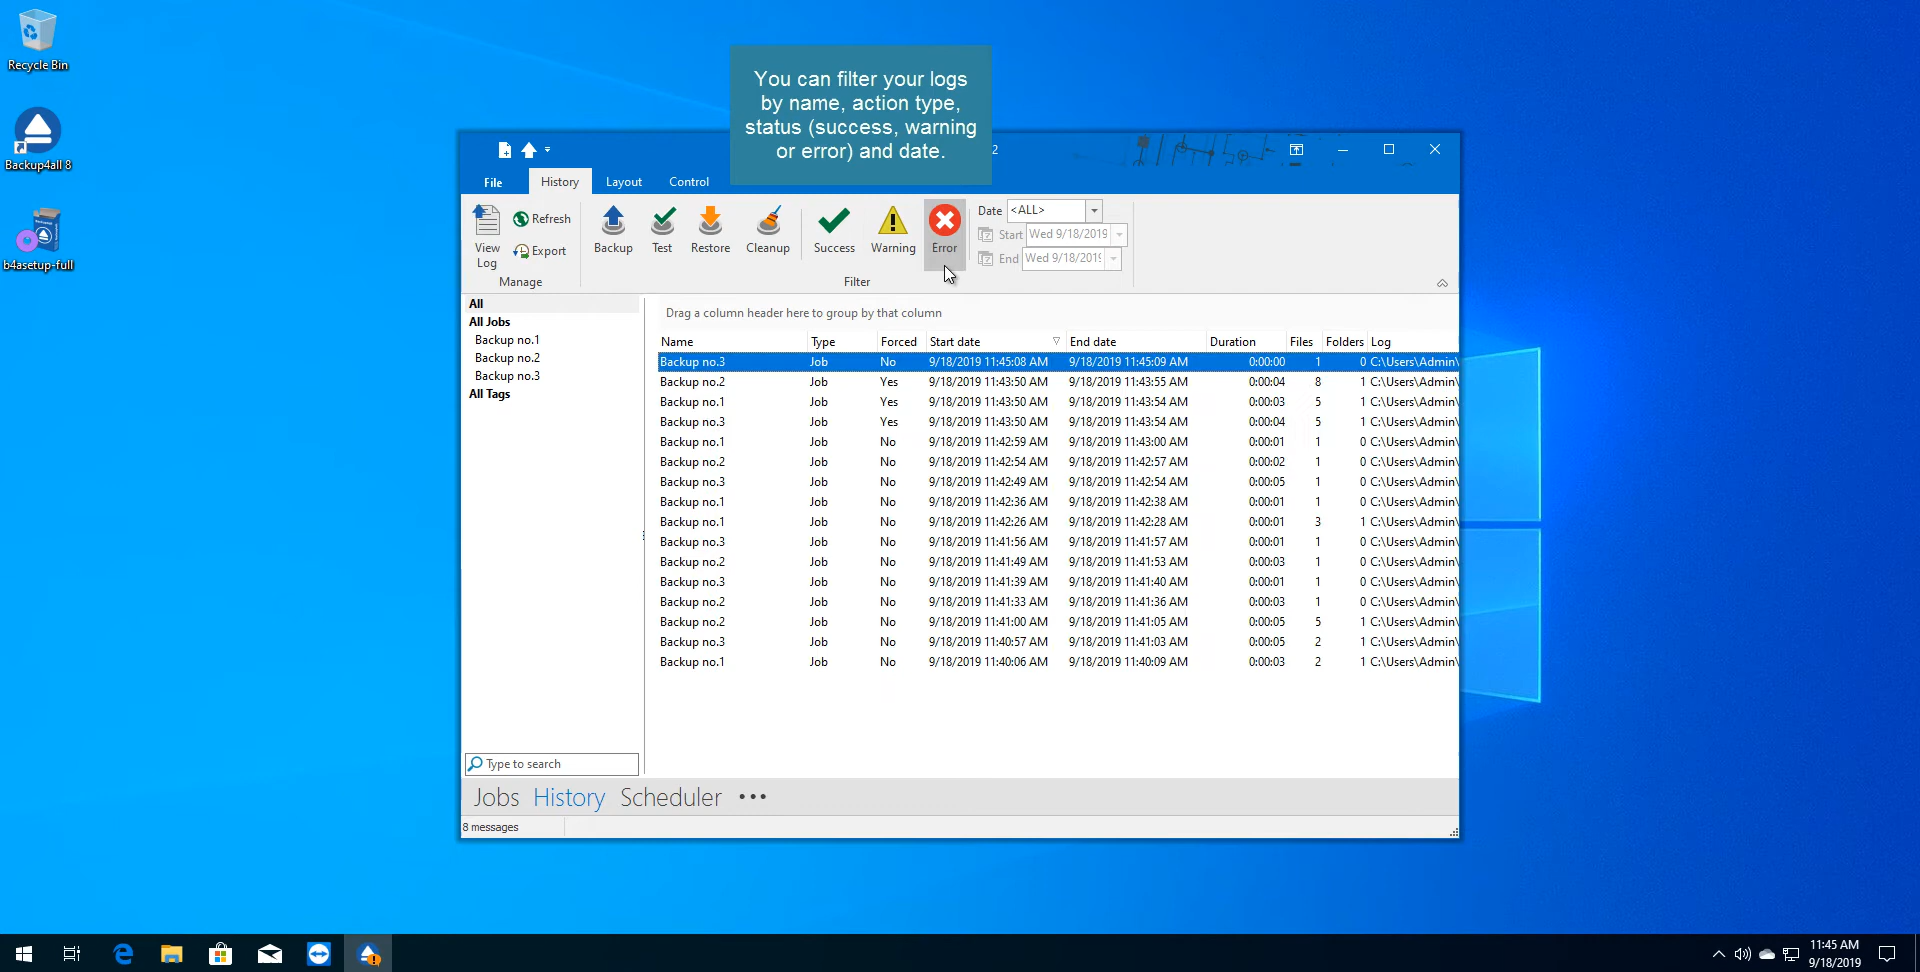 Recycle Bin
Backup4all 8
b4asetup-full
You can filter your logs
by name, action type,
status (success, warning
or error) and date.
2
File History Layout Control
View Log
Refresh
Export
Manage
Backup Test Restore Cleanup
Success Warning Error
Filter
Date <ALL>
Start Wed 9/18/2019
End Wed 9/18/2019
All
All Jobs
Backup no.1
Backup no.2
Backup no.3
All Tags
Type to search
Drag a column header here to group by that column
Name Type Forced Start date End date Duration Files Folders Log
Backup no.3 Job No 9/18/2019 11:45:08 AM 9/18/2019 11:45:09 AM 0:00:00 1 0 C:\Users\Admin\
Backup no.2 Job Yes 9/18/2019 11:43:50 AM 9/18/2019 11:43:55 AM 0:00:04 8 1 C:\Users\Admin\
Backup no.1 Job Yes 9/18/2019 11:43:50 AM 9/18/2019 11:43:54 AM 0:00:03 5 1 C:\Users\Admin\
Backup no.3 Job Yes 9/18/2019 11:43:50 AM 9/18/2019 11:43:54 AM 0:00:04 5 1 C:\Users\Admin\
Backup no.1 Job No 9/18/2019 11:42:59 AM 9/18/2019 11:43:00 AM 0:00:01 1 0 C:\Users\Admin\
Backup no.2 Job No 9/18/2019 11:42:54 AM 9/18/2019 11:42:57 AM 0:00:02 1 0 C:\Users\Admin\
Backup no.3 Job No 9/18/2019 11:42:49 AM 9/18/2019 11:42:54 AM 0:00:05 1 0 C:\Users\Admin\
Backup no.1 Job No 9/18/2019 11:42:36 AM 9/18/2019 11:42:38 AM 0:00:01 1 0 C:\Users\Admin\
Backup no.1 Job No 9/18/2019 11:42:26 AM 9/18/2019 11:42:28 AM 0:00:01 3 1 C:\Users\Admin\
Backup no.3 Job No 9/18/2019 11:41:56 AM 9/18/2019 11:41:57 AM 0:00:01 1 0 C:\Users\Admin\
Backup no.2 Job No 9/18/2019 11:41:49 AM 9/18/2019 11:41:53 AM 0:00:03 1 0 C:\Users\Admin\
Backup no.3 Job No 9/18/2019 11:41:39 AM 9/18/2019 11:41:40 AM 0:00:01 1 0 C:\Users\Admin\
Backup no.2 Job No 9/18/2019 11:41:33 AM 9/18/2019 11:41:36 AM 0:00:03 1 0 C:\Users\Admin\
Backup no.2 Job No 9/18/2019 11:41:00 AM 9/18/2019 11:41:05 AM 0:00:05 5 1 C:\Users\Admin\
Backup no.3 Job No 9/18/2019 11:40:57 AM 9/18/2019 11:41:03 AM 0:00:05 2 1 C:\Users\Admin\
Backup no.1 Job No 9/18/2019 11:40:06 AM 9/18/2019 11:40:09 AM 0:00:03 2 1 C:\Users\Admin\
Jobs History Scheduler •••
8 messages
11:45 AM
9/18/2019